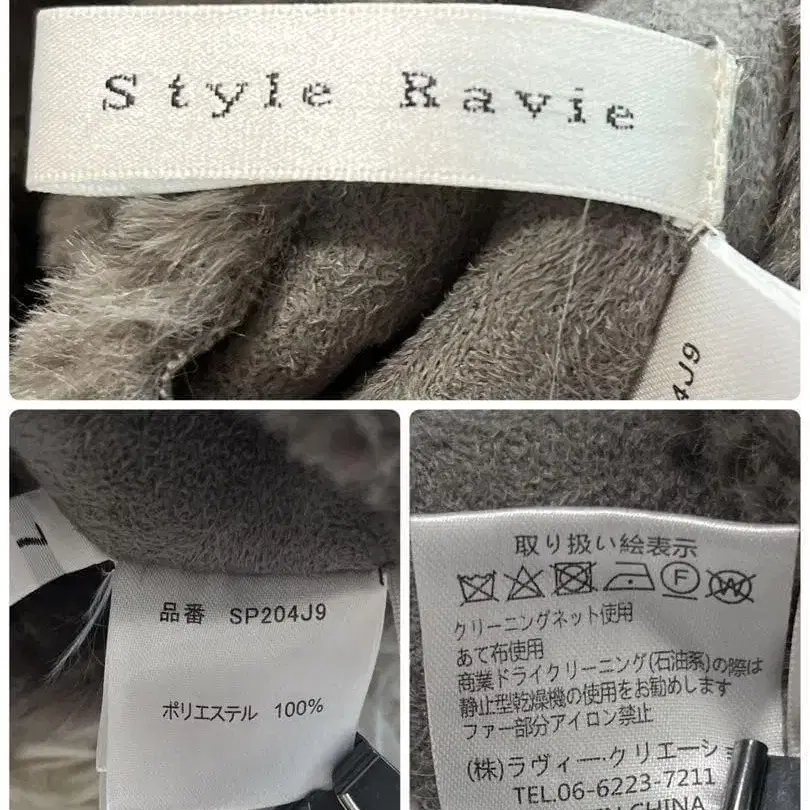 Style Ravie
4J9
品番 SP204J9
ポリエステル 100%
取り扱い絵表示
F W
クリーニングネット使用
あて布使用
商業ドライクリーニング(石油系)の際は
静止型乾燥機の使用をお勧めします
ファー部分アイロン禁止
(株)ラヴィー・クリエーショ
TEL.06-6223-7211
CHINA